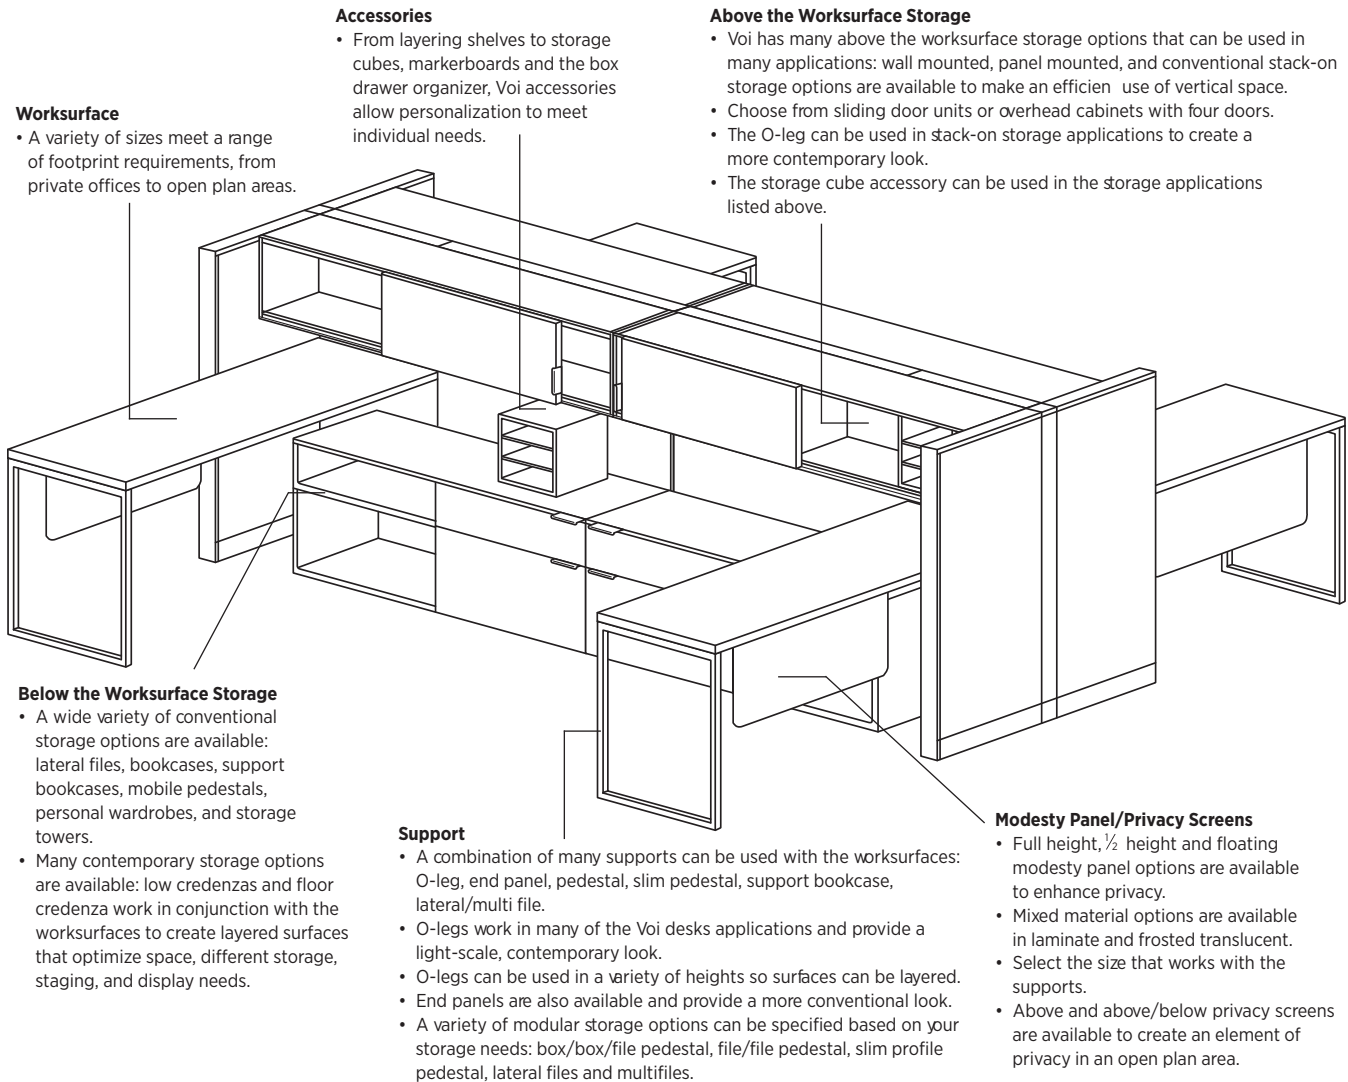 Accessories
• From layering shelves to storage
cubes, markerboards and the box
drawer organizer, Voi accessories
allow personalization to meet
individual needs.
Above the Worksurface Storage
• Voi has many above the worksurface storage options that can be used in
many applications: wall mounted, panel mounted, and conventional stack-on
storage options are available to make an efficien use of vertical space.
• Choose from sliding door units or overhead cabinets with four doors.
• The O-leg can be used in stack-on storage applications to create a
more contemporary look.
• The storage cube accessory can be used in the storage applications
listed above.
Worksurface
• A variety of sizes meet a range
of footprint requirements, from
private offices to open plan areas.
Below the Worksurface Storage
• A wide variety of conventional
storage options are available:
lateral files, bookcases, support
bookcases, mobile pedestals,
personal wardrobes, and storage
towers.
• Many contemporary storage options
are available: low credenzas and floor
credenza work in conjunction with the
worksurfaces to create layered surfaces
that optimize space, different storage,
staging, and display needs.
Support
• A combination of many supports can be used with the worksurfaces:
O-leg, end panel, pedestal, slim pedestal, support bookcase,
lateral/multi file.
• O-legs work in many of the Voi desks applications and provide a
light-scale, contemporary look.
• O-legs can be used in a variety of heights so surfaces can be layered.
• End panels are also available and provide a more conventional look.
• A variety of modular storage options can be specified based on your
storage needs: box/box/file pedestal, file/file pedestal, slim profile
pedestal, lateral files and multifiles.
Modesty Panel/Privacy Screens
• Full height, ½ height and floating
modesty panel options are available
to enhance privacy.
• Mixed material options are available
in laminate and frosted translucent.
• Select the size that works with the
supports.
• Above and above/below privacy screens
are available to create an element of
privacy in an open plan area.